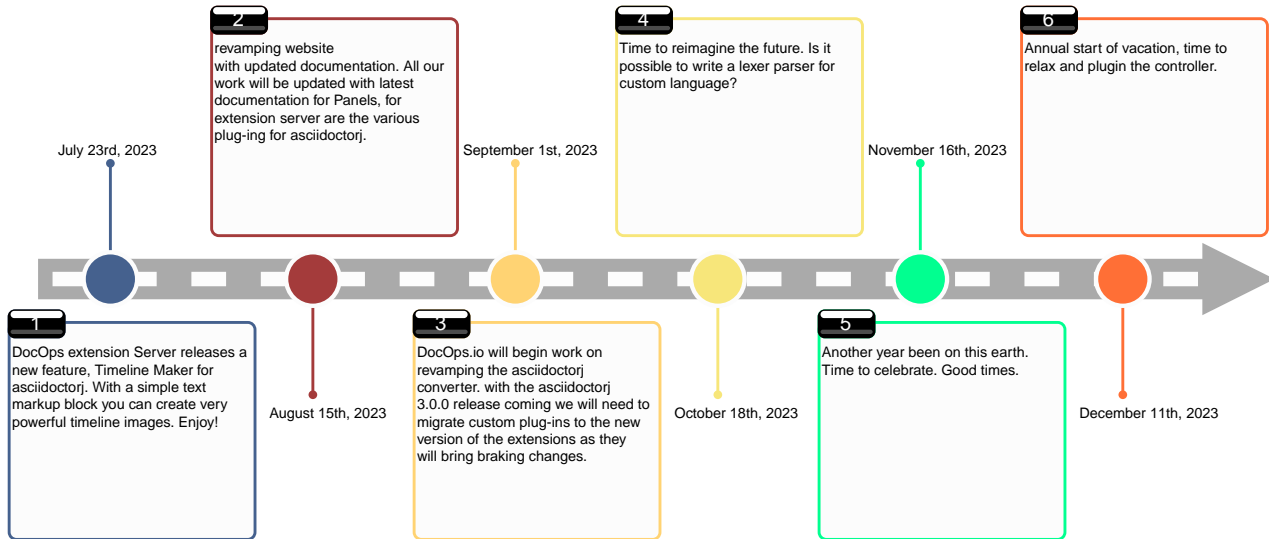 2
revamping website
with updated documentation. All our
work will be updated with latest
documentation for Panels, for
extension server are the various
plug-ing for asciidoctorj.
4
Time to reimagine the future. Is it
possible to write a lexer parser for
custom language?
6
Annual start of vacation, time to
relax and plugin the controller.
July 23rd, 2023
September 1st, 2023
November 16th, 2023
1
DocOps extension Server releases a
new feature, Timeline Maker for
asciidoctorj. With a simple text
markup block you can create very
powerful timeline images. Enjoy!
August 15th, 2023
3
DocOps.io will begin work on
revamping the asciidoctorj
converter. with the asciidoctorj
3.0.0 release coming we will need to
migrate custom plug-ins to the new
version of the extensions as they
will bring braking changes.
October 18th, 2023
5
Another year been on this earth.
Time to celebrate. Good times.
December 11th, 2023